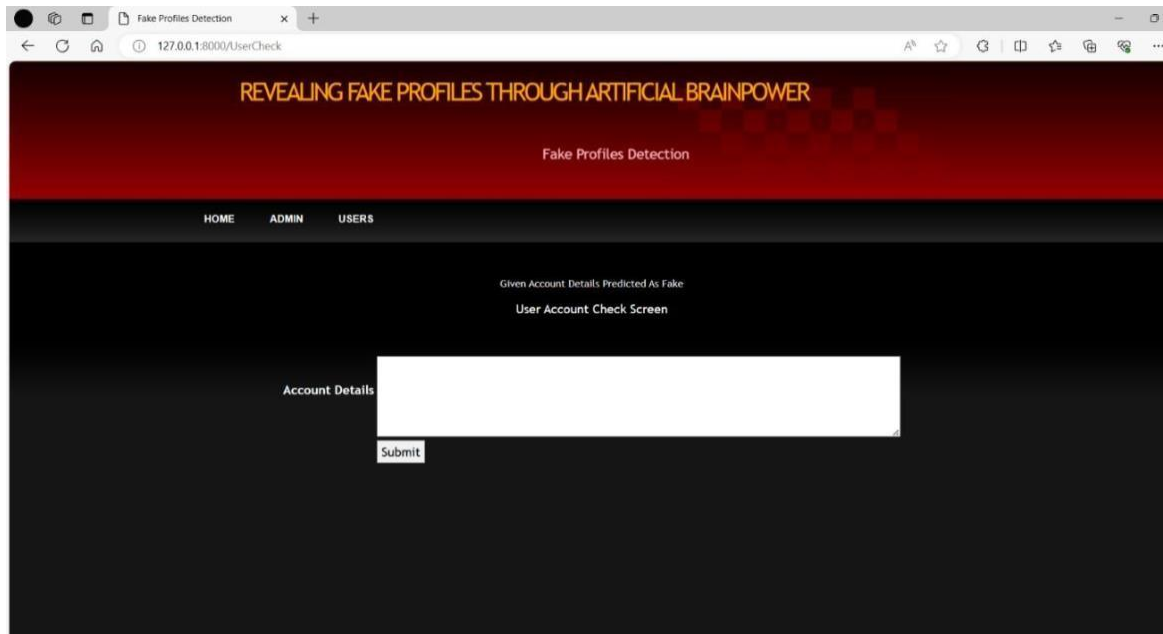 Fake Profiles Detection
127.0.0.1:8000/UserCheck
REVEALING FAKE PROFILES THROUGH ARTIFICIAL BRAINPOWER
Fake Profiles Detection
HOME ADMIN USERS
Given Account Details Predicted As Fake
User Account Check Screen
Account Details
Submit